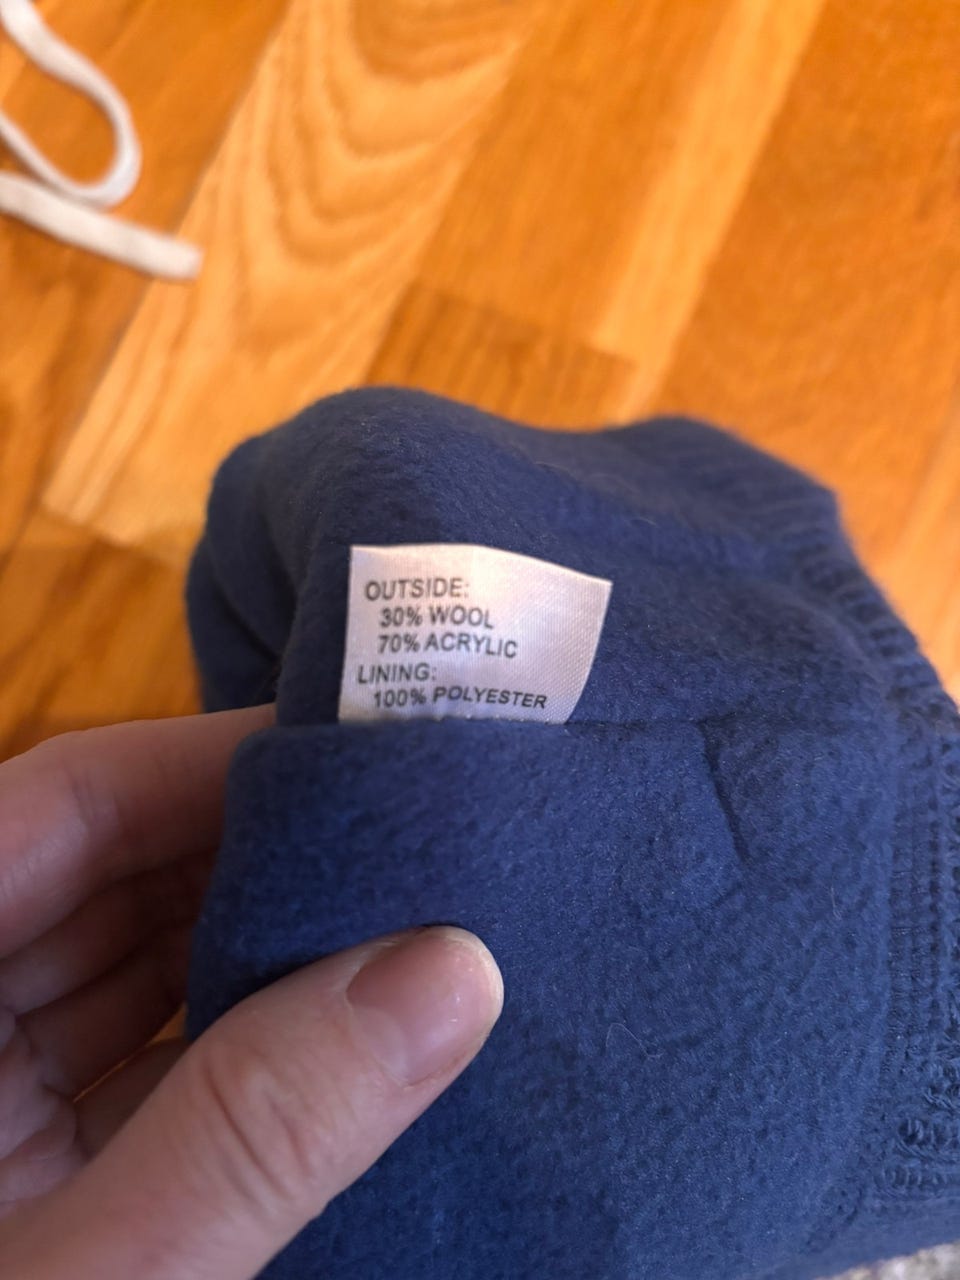 OUTSIDE:
30% WOOL
70% ACRYLIC
LINING:
100% POLYESTER